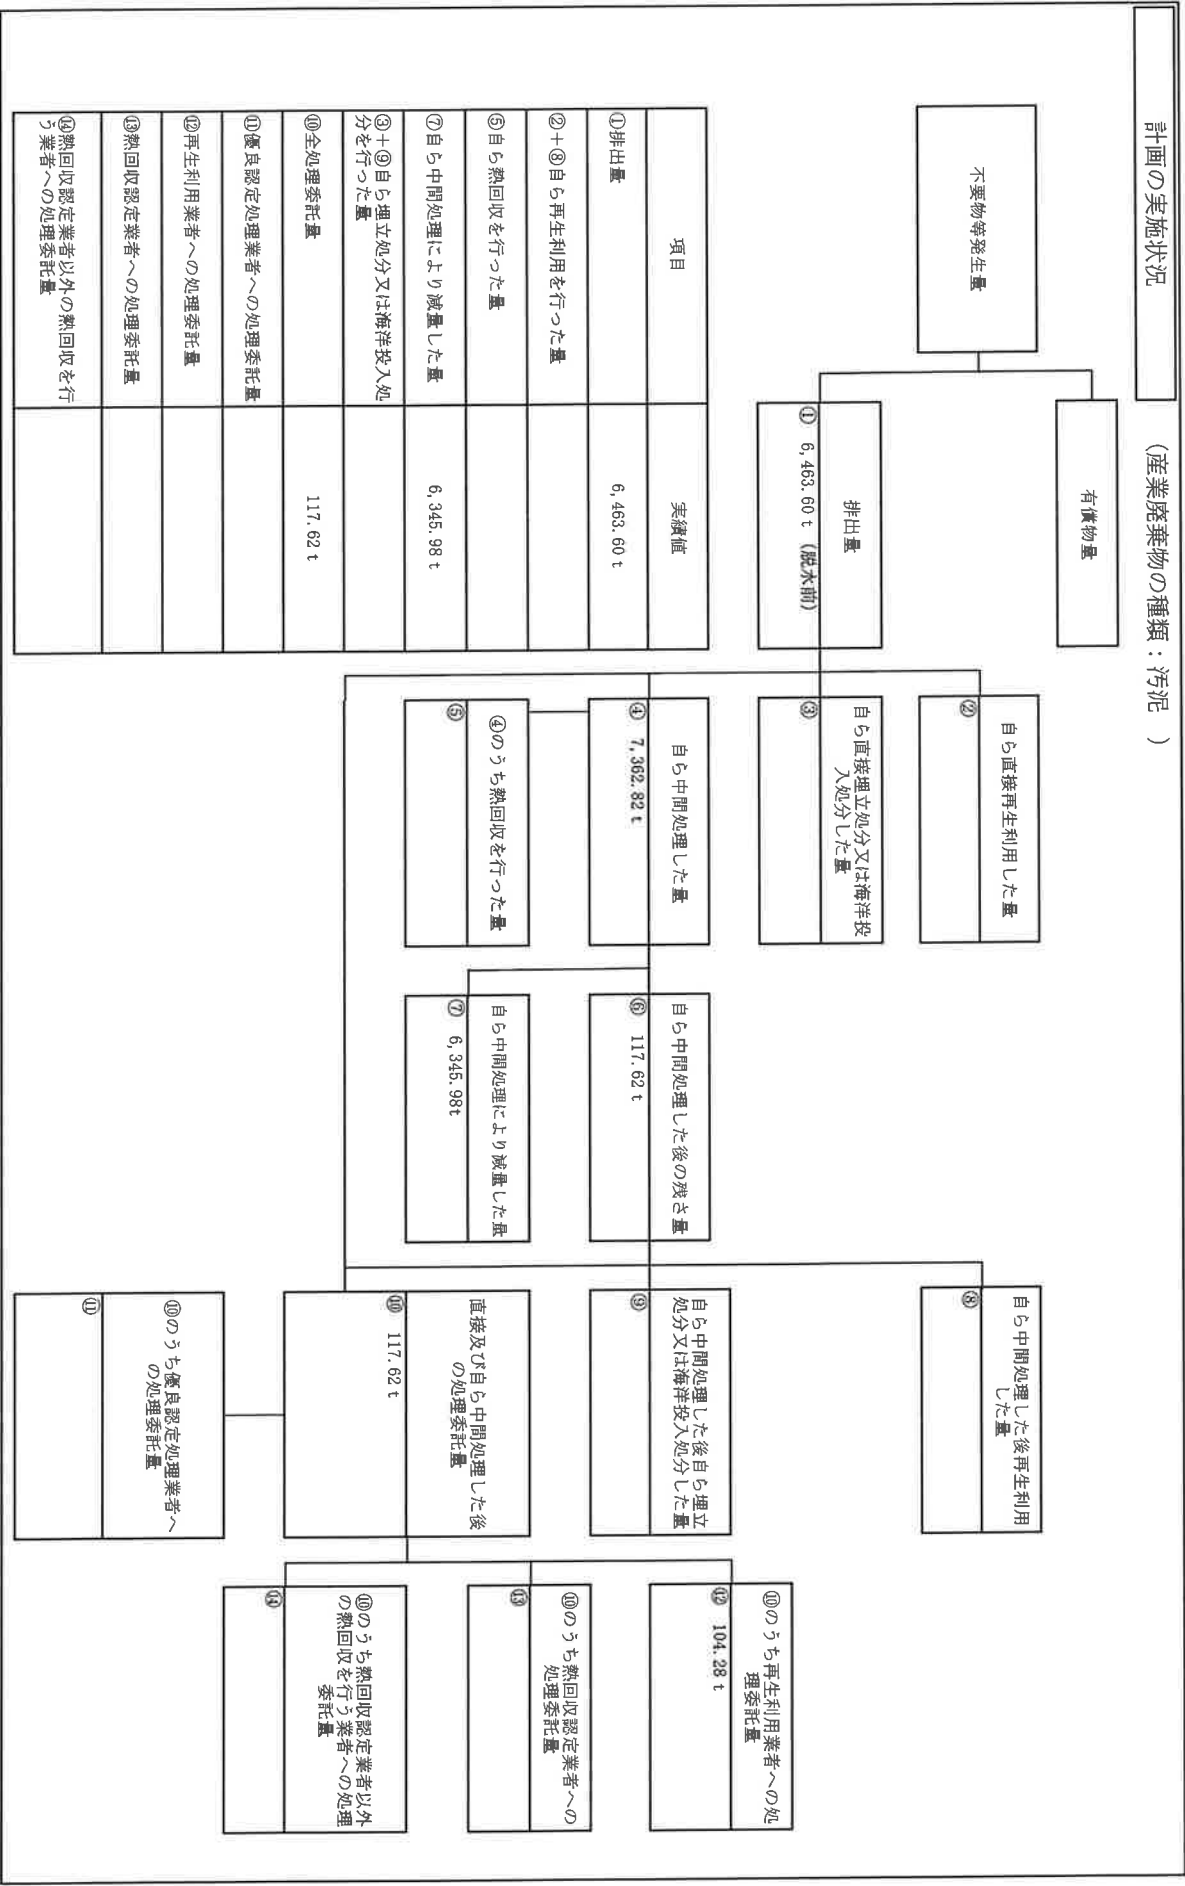 計画の実施状況
（産業廃棄物の種類：汚泥　）
不要物等発生量
有償物量
排出量
① 6,463.60ｔ（脱水前）
自ら直接再生利用した量
②
自ら直接埋立処分又は海洋投
入処分した量
③
自ら中間処理した量
④ 7,362.82ｔ
④のうち熱回収を行った量
⑤
自ら中間処理した後の残さ量
⑥ 117.62ｔ
自ら中間処理により減量した量
⑦ 6,345.98t
自ら中間処理した後再生利用
した量
⑧
自ら中間処理した後自ら埋立
処分又は海洋投入処分した量
⑨
直接及び自ら中間処理した後
の処理委託量
⑩ 117.62ｔ
⑩のうち優良認定処理業者へ
の処理委託量
⑪
⑩のうち再生利用業者への処
理委託量
⑫ 104.28ｔ
⑩のうち熱回収認定業者への
処理委託量
⑬
⑩のうち熱回収認定業者以外
の熱回収を行う業者への処理
委託量
⑭
項目 実績値
①排出量 6,463.60ｔ
②＋⑧自ら再生利用を行った量
⑤自ら熱回収を行った量
⑦自ら中間処理により減量した量 6,345.98ｔ
③＋⑨自ら埋立処分又は海洋投入処
分を行った量
⑩全処理委託量 117.62ｔ
⑪優良認定処理業者への処理委託量
⑫再生利用業者への処理委託量
⑬熱回収認定業者への処理委託量
⑭熱回収認定業者以外の熱回収を行
う業者への処理委託量